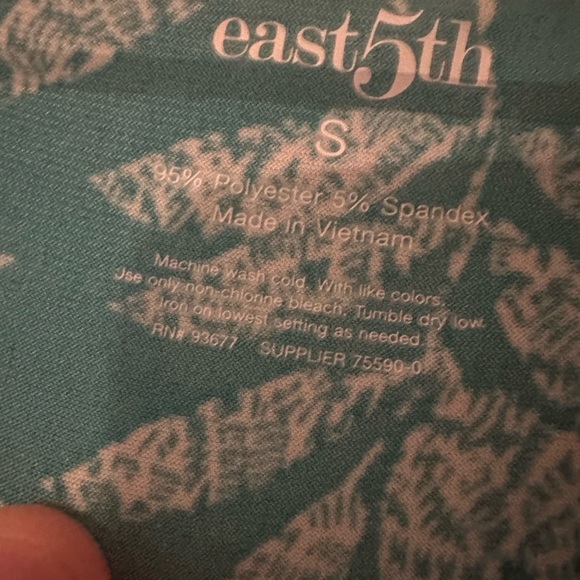 east5th
S
95% Polyester 5% Spandex
Made in Vietnam
Machine wash cold. With like colors.
Use only non-chlorine bleach. Tumble dry low.
Iron on lowest setting as needed.
RN# 93677 SUPPLIER 75590-0